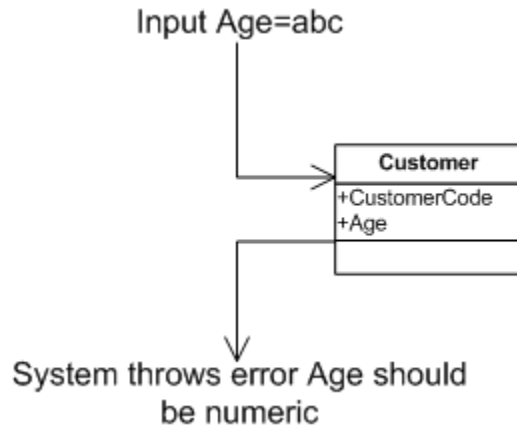 Input Age=abc
Customer
+CustomerCode
+Age
System throws error Age should
be numeric